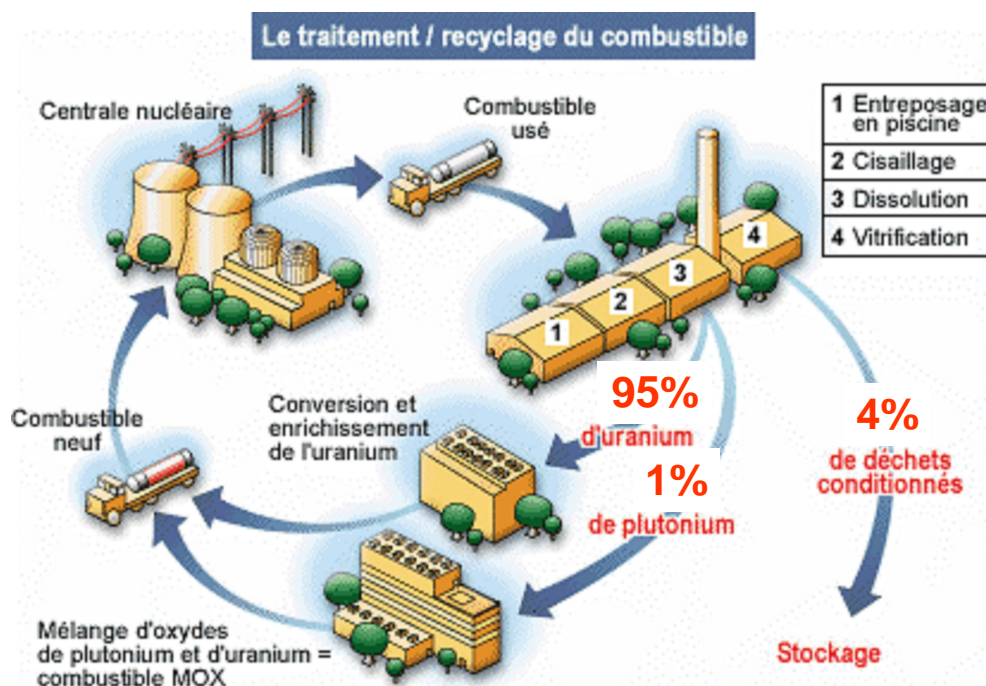 Le traitement / recyclage du combustible
Centrale nucléaire
Combustible
usé
1 Entreposage
en piscine
2 Cisaillage
3 Dissolution
4 Vitrification
4
3
2
1
95%
d'uranium
1%
de plutonium
4%
de déchets
conditionnés
Conversion et
enrichissement
de l'uranium
Combustible
neuf
Mélange d'oxydes
de plutonium et d'uranium =
combustible MOX
Stockage